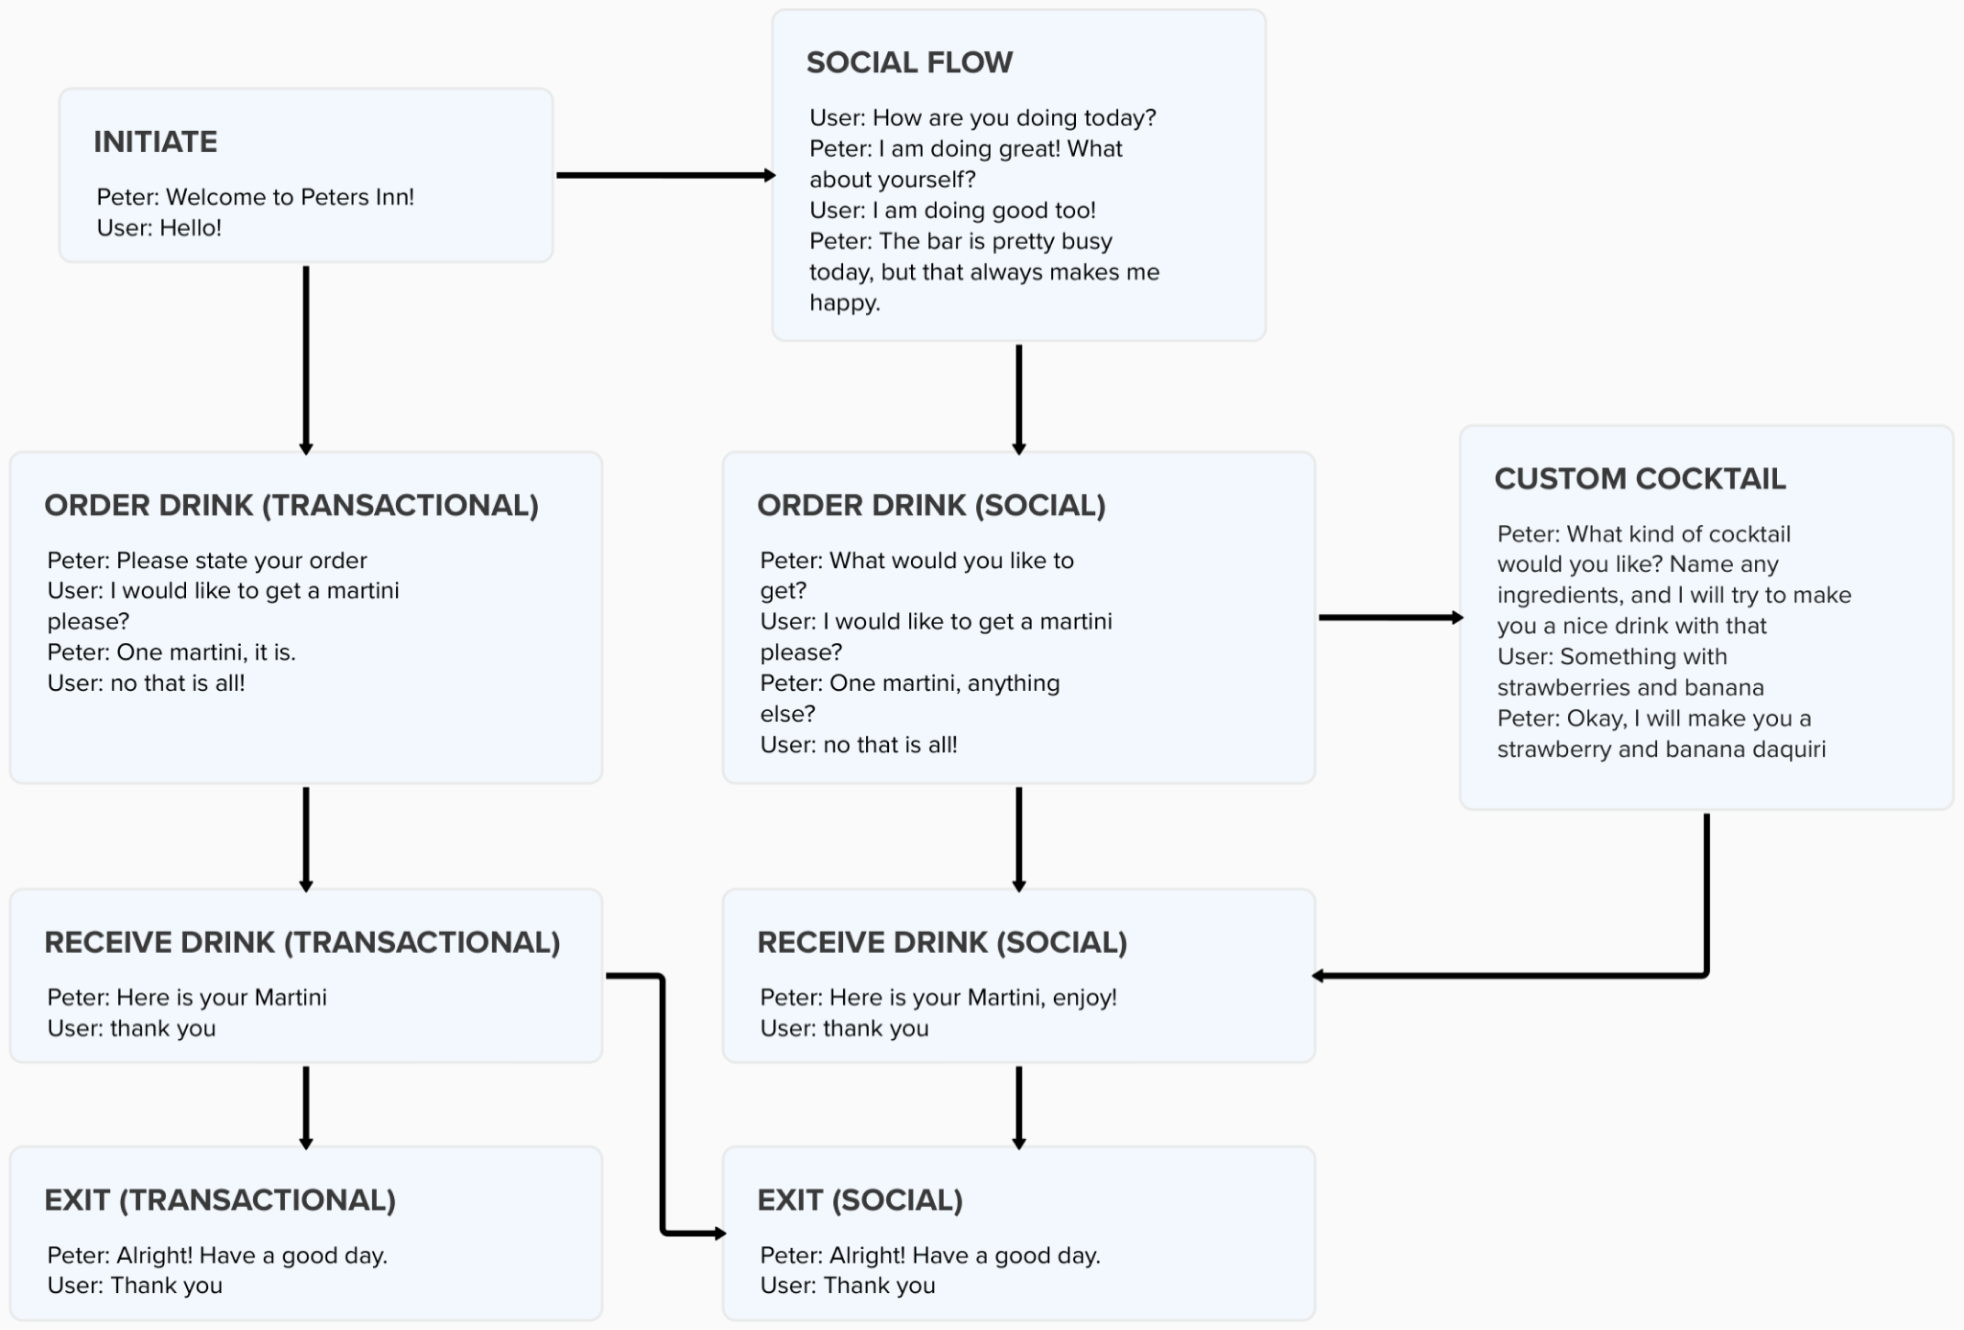 SOCIAL FLOW
User: How are you doing today?
Peter: I am doing great! What
about yourself?
User: I am doing good too!
Peter: The bar is pretty busy
today, but that always makes me
happy.
INITIATE
Peter: Welcome to Peters Inn!
User: Hello!
ORDER DRINK (TRANSACTIONAL)
Peter: Please state your order
User: I would like to get a martini
please?
Peter: One martini, it is.
User: no that is all!
ORDER DRINK (SOCIAL)
Peter: What would you like to
get?
User: I would like to get a martini
please?
Peter: One martini, anything
else?
User: no that is all!
CUSTOM COCKTAIL
Peter: What kind of cocktail
would you like? Name any
ingredients, and I will try to make
you a nice drink with that
User: Something with
strawberries and banana
Peter: Okay, I will make you a
strawberry and banana daquiri
RECEIVE DRINK (TRANSACTIONAL)
Peter: Here is your Martini
User: thank you
RECEIVE DRINK (SOCIAL)
Peter: Here is your Martini, enjoy!
User: thank you
EXIT (TRANSACTIONAL)
Peter: Alright! Have a good day.
User: Thank you
EXIT (SOCIAL)
Peter: Alright! Have a good day.
User: Thank you